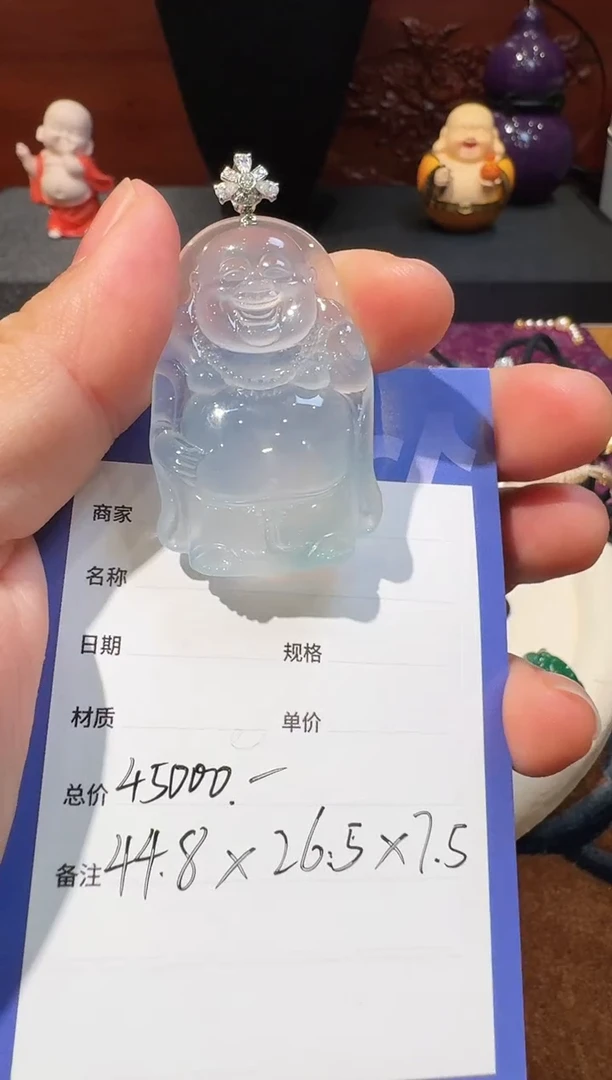 商家
名称
日期 规格
材质 单价
总价 45000.-
备注 44.8×26.5×7.5